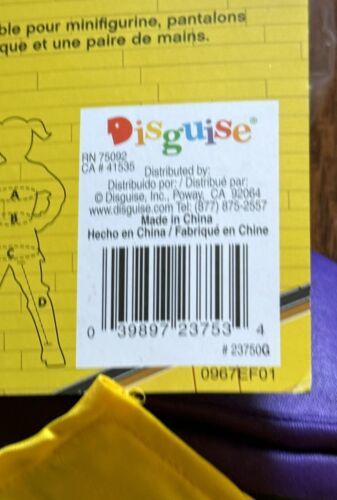 ble pour minifigurine, pantalons
que et une paire de mains.
Disguise®
RN 75092
CA # 41535
Distributed by:
Distribuido por: / Distribué par:
© Disguise, Inc., Poway, CA 92064
www.disguise.com Tel: (877) 875-2557
Made in China
Hecho en China / Fabriqué en Chine
A
B
C
D
0 39897 23753 4
# 23750G
0967EF01